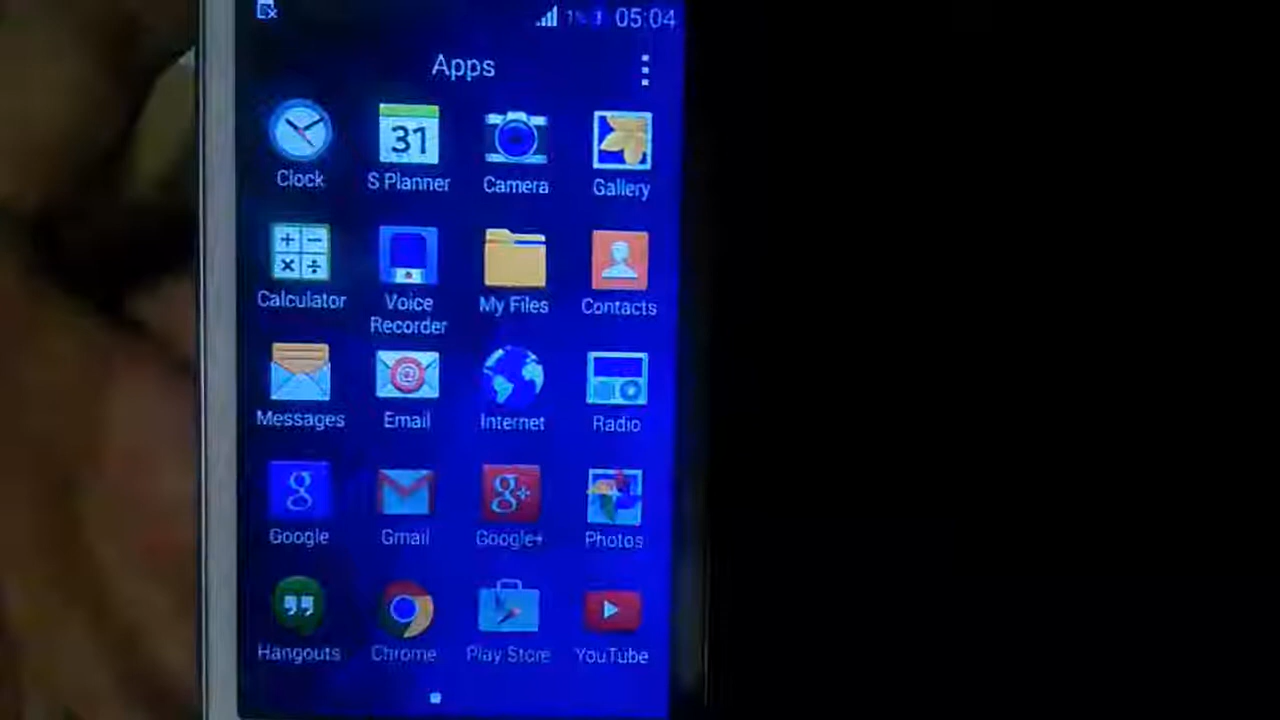 05:04
Apps
31
Clock
S Planner
Camera
Gallery
Calculator
Voice
Recorder
My Files
Contacts
@
Messages
Email
Internet
Radio
g
g+
Google
Gmail
Google+
Photos
Hangouts
Chrome
Play Store
YouTube